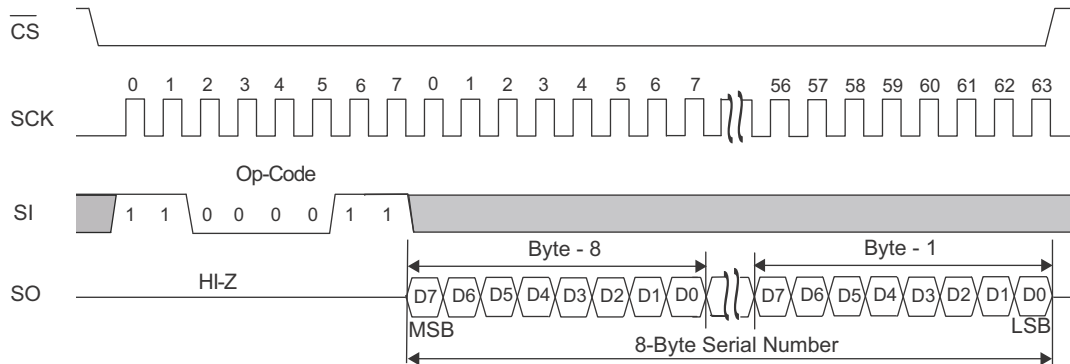 CS
0 1 2 3 4 5 6 7 0 1 2 3 4 5 6 7 56 57 58 59 60 61 62 63
SCK
Op-Code
SI 1 1 0 0 0 0 1 1
Byte - 8 Byte - 1
HI-Z
SO D7 D6 D5 D4 D3 D2 D1 D0 D7 D6 D5 D4 D3 D2 D1 D0
MSB LSB
8-Byte Serial Number